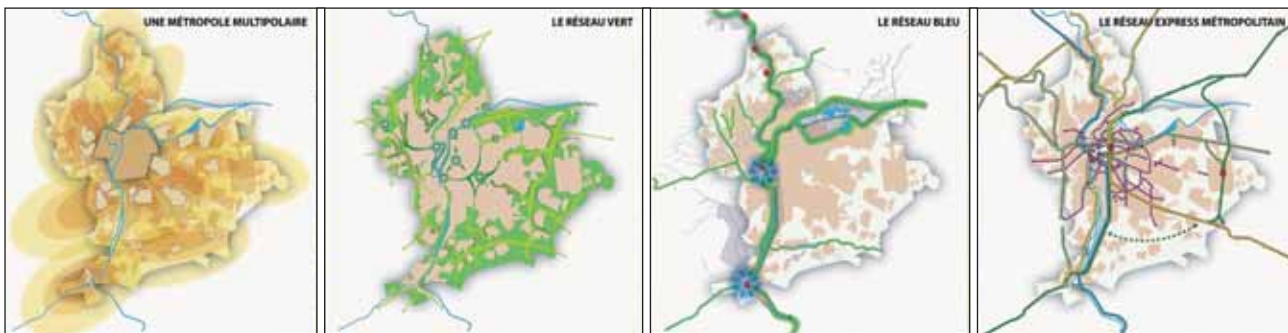 UNE MÉTROPOLE MULTIPOLAIRE
LE RÉSEAU VERT
LE RÉSEAU BLEU
LE RÉSEAU EXPRESS MÉTROPOLITAIN